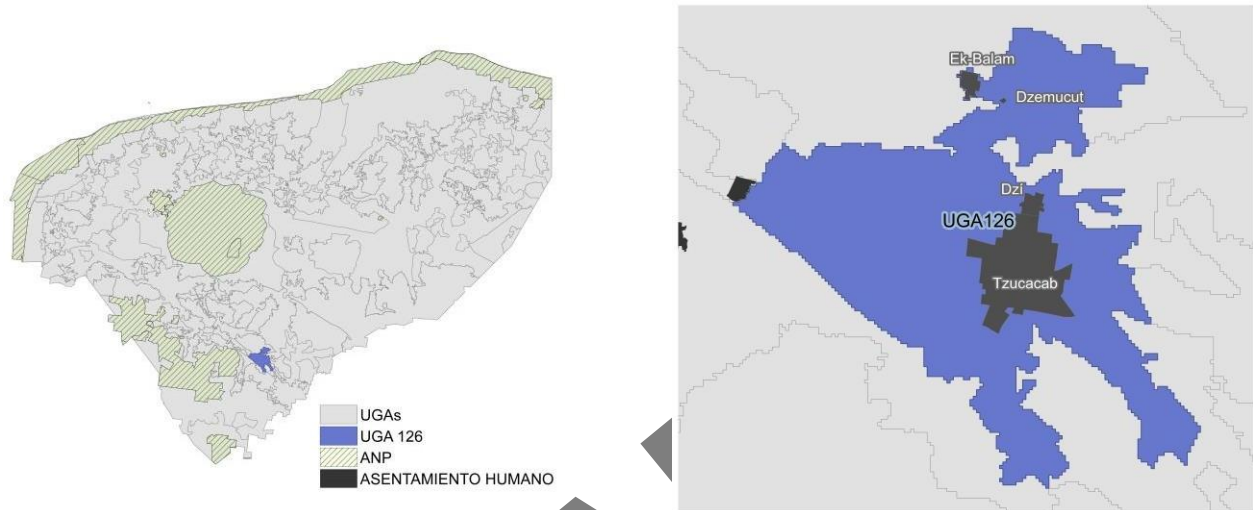 UGAs
UGA 126
ANP
ASENTAMIENTO HUMANO
Ek-Balam
Dzemucut
Dzi
UGA126
Tzucacab